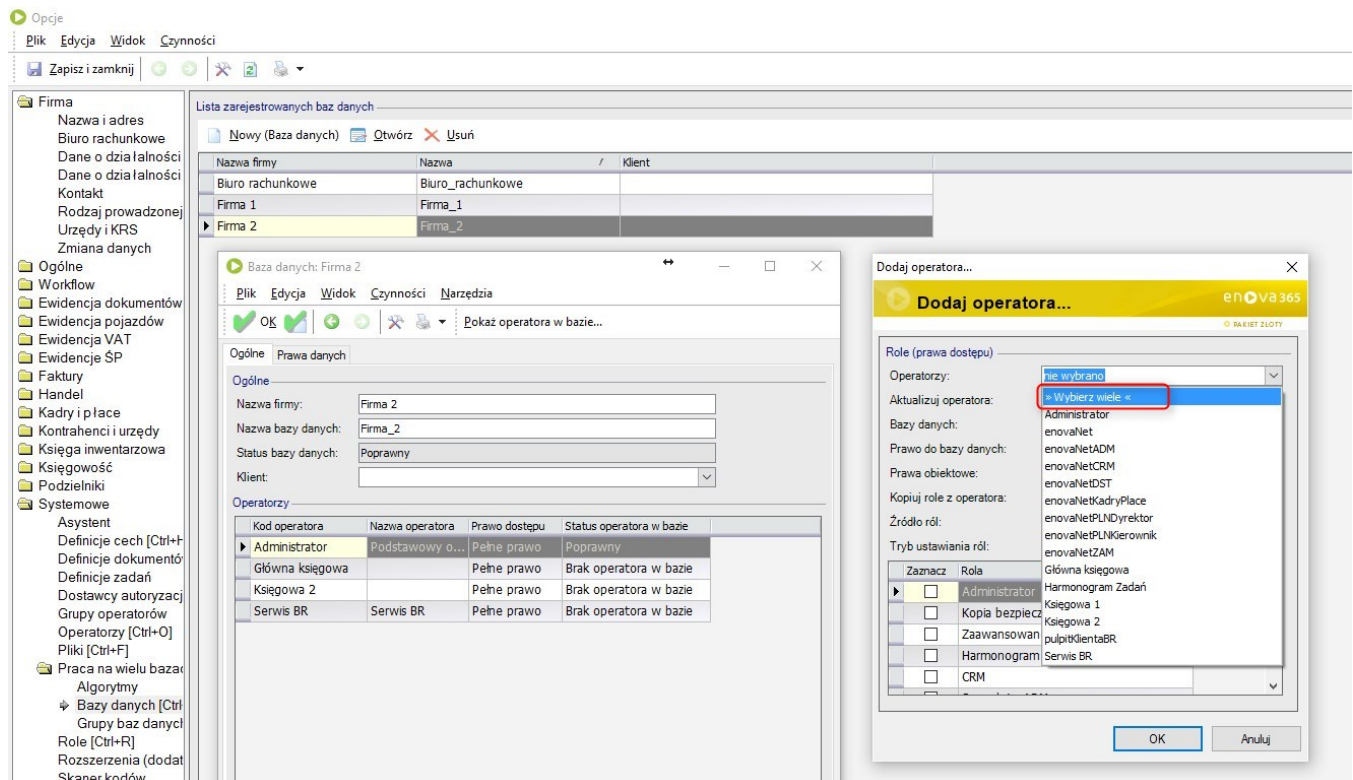 Opcje
Plik Edycja Widok Czynności
Zapisz i zamknij
Firma
Nazwa i adres
Biuro rachunkowe
Dane o działalności
Dane o działalności
Kontakt
Rodzaj prowadzonej
Urzędy i KRS
Zmiana danych
Ogólne
Workflow
Ewidencja dokumentów
Ewidencja pojazdów
Ewidencja VAT
Ewidencje ŚP
Faktury
Handel
Kadry i płace
Kontrahenci i urzędy
Księga inwentarzowa
Księgowość
Podzielniki
Systemowe
Asystent
Definicje cech [Ctrl+H
Definicje dokumentó
Definicje zadań
Dostawcy autoryzacj
Grupy operatorów
Operatorzy [Ctrl+O]
Pliki [Ctrl+F]
Praca na wielu bazac
Algorytmy
Bazy danych [Ctrl
Grupy baz danych
Role [Ctrl+R]
Rozszerzenia (dodat
Skaner kodów
Lista zarejestrowanych baz danych
Nowy (Baza danych) Otwórz Usuń
Nazwa firmy Nazwa / Klient
Biuro rachunkowe Biuro_rachunkowe
Firma 1 Firma_1
Firma 2 Firma_2
Baza danych: Firma 2
Plik Edycja Widok Czynności Narzędzia
OK Pokaż operatora w bazie...
Ogólne Prawa danych
Ogólne
Nazwa firmy: Firma 2
Nazwa bazy danych: Firma_2
Status bazy danych: Poprawny
Klient:
Operatorzy
Kod operatora Nazwa operatora Prawo dostępu Status operatora w bazie
Administrator Podstawowy o... Pełne prawo Poprawny
Główna księgowa Pełne prawo Brak operatora w bazie
Księgowa 2 Pełne prawo Brak operatora w bazie
Serwis BR Serwis BR Pełne prawo Brak operatora w bazie
Dodaj operatora...
Dodaj operatora...
enova365
PAKIET ZŁOTY
Role (prawa dostępu)
Operatorzy: nie wybrano
Aktualizuj operatora:
Bazy danych:
Prawo do bazy danych:
Prawa obiektowe:
Kopiuj role z operatora:
Źródło ról:
Tryb ustawiania ról:
» Wybierz wiele «
Administrator
enovaNet
enovaNetADM
enovaNetCRM
enovaNetDST
enovaNetKadryPlace
enovaNetPLNDyrektor
enovaNetPLNKierownik
enovaNetZAM
Główna księgowa
Harmonogram Zadań
Księgowa 1
Księgowa 2
pulpitKlientaBR
Serwis BR
Zaznacz Rola
Administrator
Kopia bezpiecz
Zaawansowan
Harmonogram
CRM
OK Anuluj